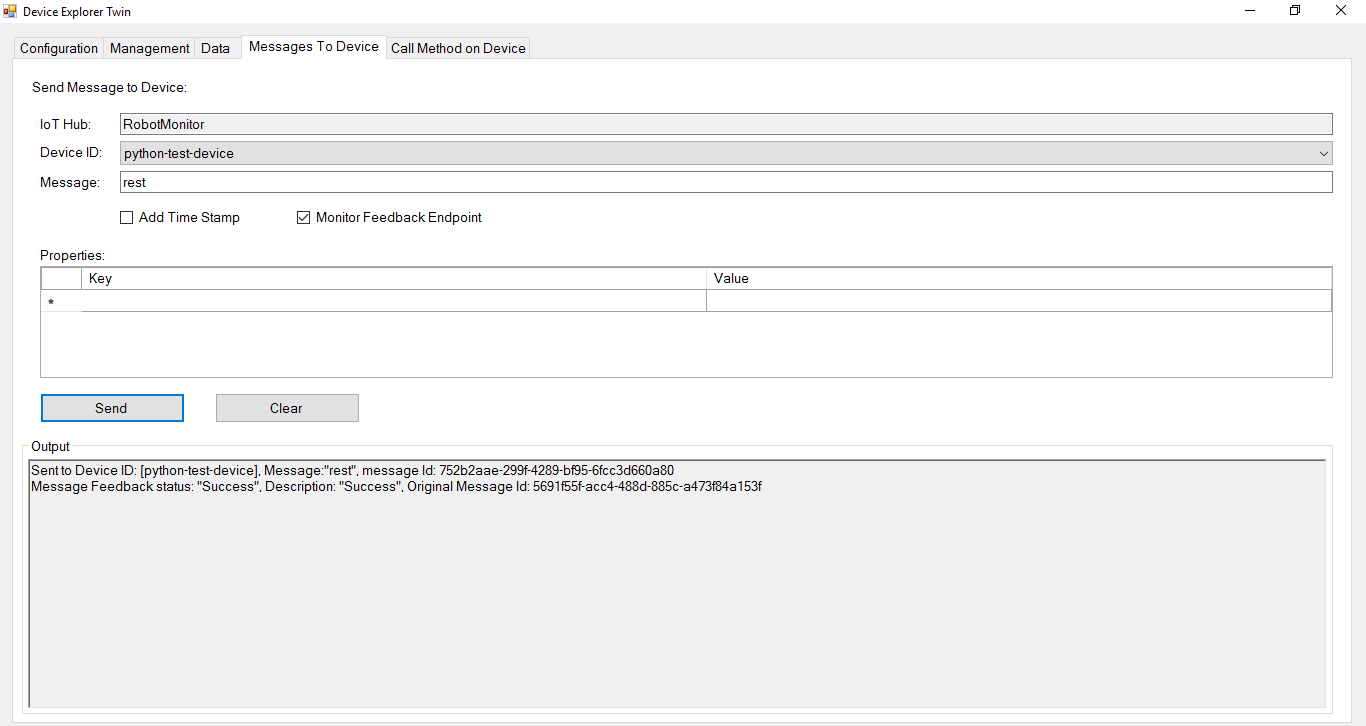 Device Explorer Twin
Configuration Management Data Messages To Device Call Method on Device
Send Message to Device:
IoT Hub: RobotMonitor
Device ID: python-test-device
Message: rest
Add Time Stamp Monitor Feedback Endpoint
Properties:
Key Value
*
Send Clear
Output
Sent to Device ID: [python-test-device], Message:"rest", message Id: 752b2aae-299f-4289-bf95-6fcc3d660a80
Message Feedback status: "Success", Description: "Success", Original Message Id: 5691f55f-acc4-488d-885c-a473f84a153f